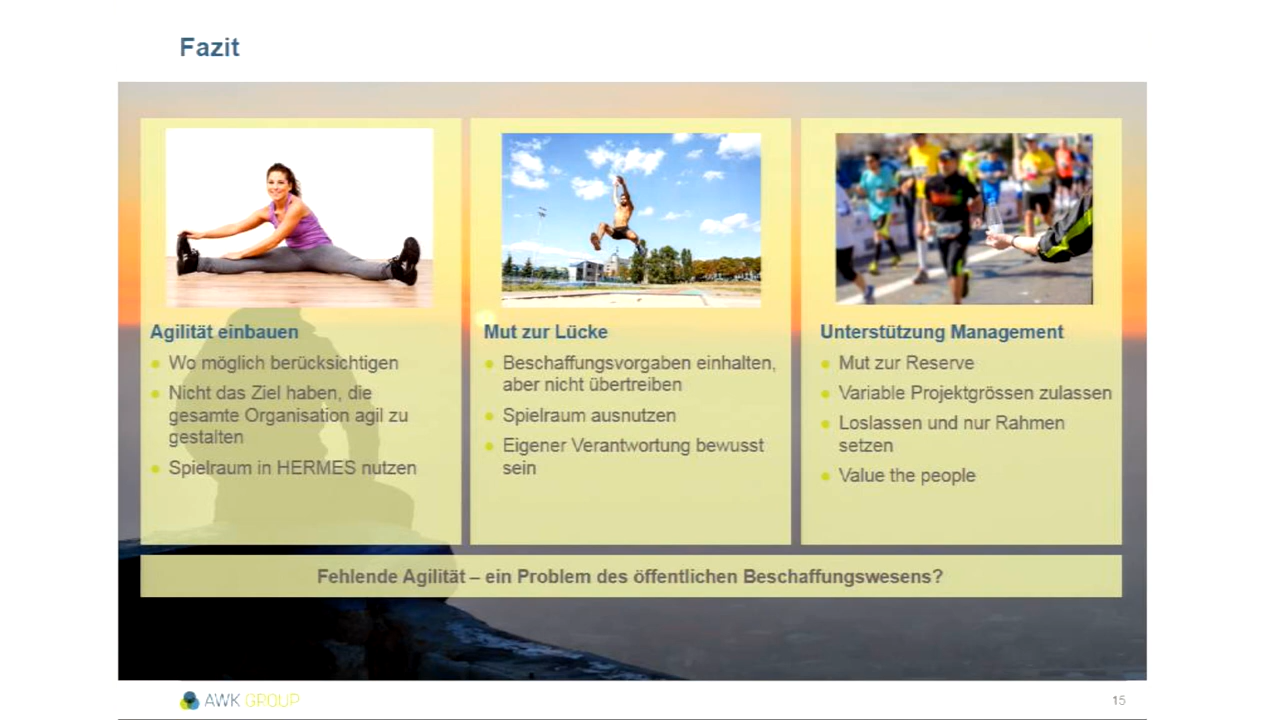 Fazit
Agilität einbauen
Wo möglich berücksichtigen
Nicht das Ziel haben, die
gesamte Organisation agil zu
gestalten
Spielraum in HERMES nutzen
Mut zur Lücke
Beschaffungsvorgaben einhalten,
aber nicht übertreiben
Spielraum ausnutzen
Eigener Verantwortung bewusst
sein
Unterstützung Management
Mut zur Reserve
Variable Projektgrössen zulassen
Loslassen und nur Rahmen
setzen
Value the people
Fehlende Agilität – ein Problem des öffentlichen Beschaffungswesens?
AWK GROUP
15